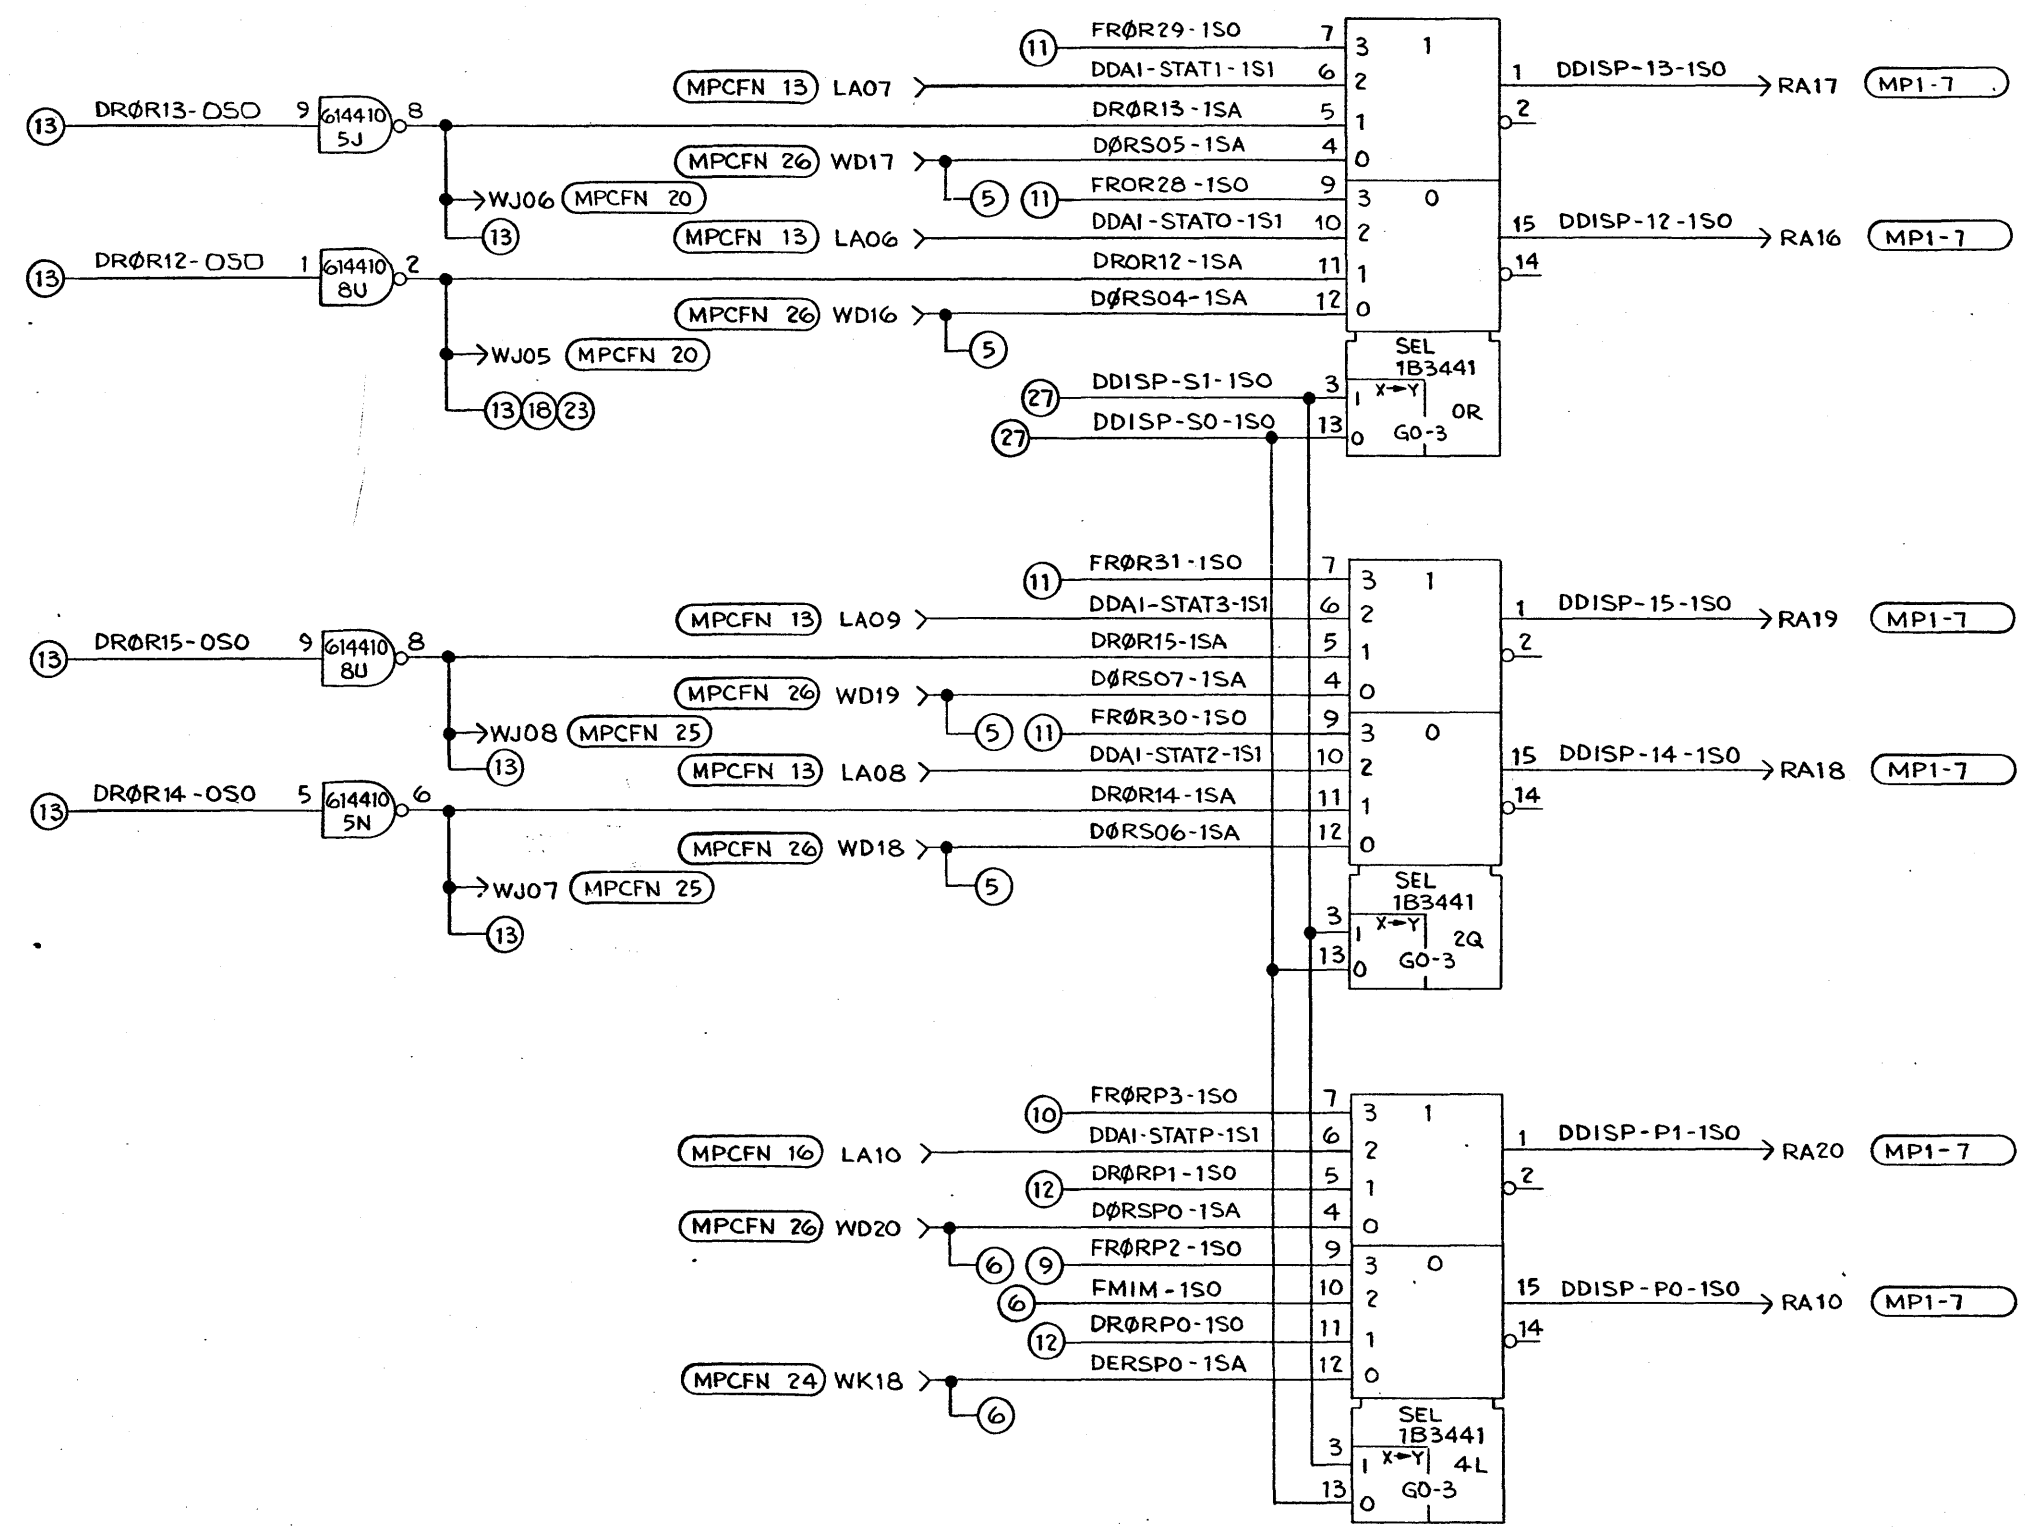 FRØR29-1S0 7 3 1
11
DDAI-STAT1-1S1 6 2 1 DDISP-13-1S0
MPCFN 13 LA07 RA17 MP1-7
DRØR13-0S0 9 614410 8 DRØR13-1SA 5 1 2
13 5J
DØRS05-1SA 4 0
MPCFN 26 WD17
FROR28-1S0 9 3 0
WJ06 MPCFN 20 5 11
DDAI-STAT0-1S1 10 2 15 DDISP-12-1S0
13 MPCFN 13 LA06 RA16 MP1-7
DRØR12-0S0 1 614410 2 DROR12-1SA 11 1 14
13 8U
DØRS04-1SA 12 0
MPCFN 26 WD16
WJ05 MPCFN 20 5
SEL
1B3441
DDISP-S1-1S0 3 X→Y
27 1
13 18 23 0R
DDISP-S0-1S0 13 G0-3
27 0
FRØR31-1S0 7 3 1
11
DDAI-STAT3-1S1 6 2 1 DDISP-15-1S0
MPCFN 13 LA09 RA19 MP1-7
DRØR15-0S0 9 614410 8 DRØR15-1SA 5 1 2
13 8U
DØRS07-1SA 4 0
MPCFN 26 WD19
FRØR30-1S0 9 3 0
WJ08 MPCFN 25 5 11
DDAI-STAT2-1S1 10 2 15 DDISP-14-1S0
13 MPCFN 13 LA08 RA18 MP1-7
DRØR14-0S0 5 614410 6 DRØR14-1SA 11 1 14
13 5N
DØRS06-1SA 12 0
MPCFN 26 WD18
WJ07 MPCFN 25 5
SEL
1B3441
3 X→Y
13 1 2Q
13 G0-3
0
FRØRP3-1S0 7 3 1
10
DDAI-STATP-1S1 6 2 1 DDISP-P1-1S0
MPCFN 16 LA10 RA20 MP1-7
DRØRP1-1S0 5 1 2
12
DØRSP0-1SA 4 0
MPCFN 26 WD20
FRØRP2-1S0 9 3 0
6 9
FMIM-1S0 10 2 15 DDISP-P0-1S0
6 RA10 MP1-7
DRØRP0-1S0 11 1 14
12
DERSP0-1SA 12 0
MPCFN 24 WK18
6
SEL
1B3441
3 X→Y
1 4L
13 G0-3
0